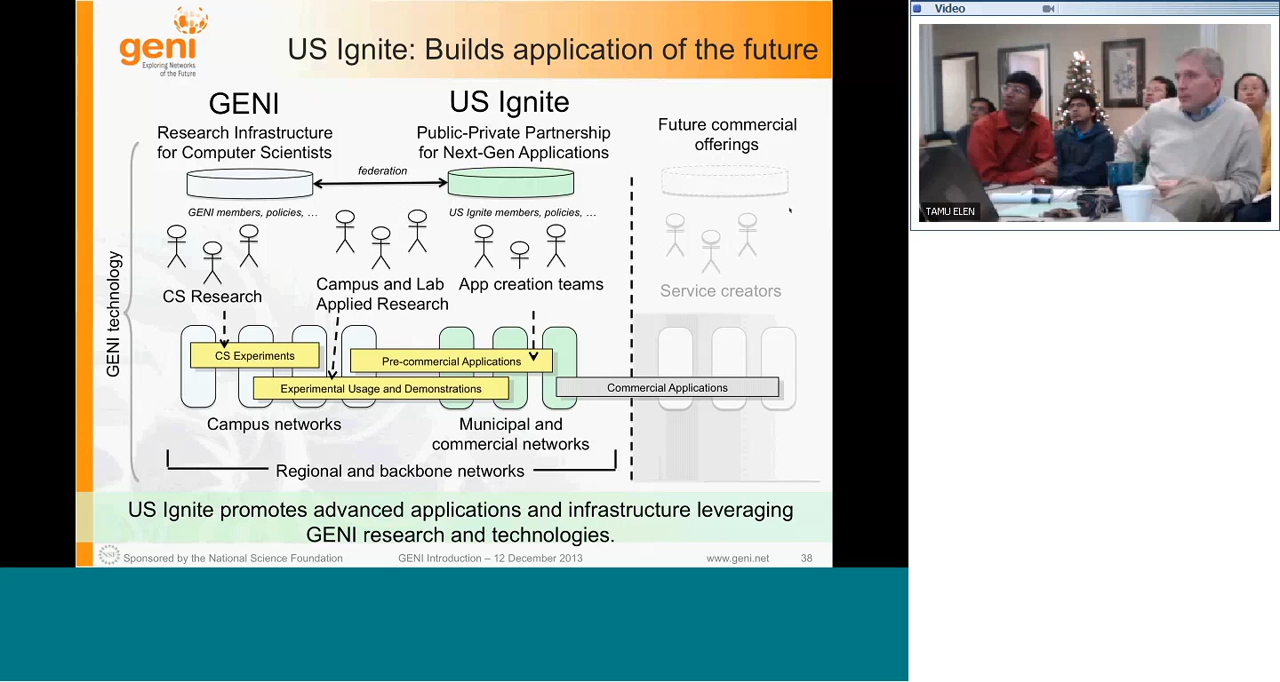 geni
Exploring Networks
of the Future
US Ignite: Builds application of the future
GENI
Research Infrastructure
for Computer Scientists
US Ignite
Public-Private Partnership
for Next-Gen Applications
Future commercial
offerings
federation
GENI members, policies, …
US Ignite members, policies, …
GENI technology
CS Research
Campus and Lab
Applied Research
App creation teams
Service creators
CS Experiments
Pre-commercial Applications
Experimental Usage and Demonstrations
Commercial Applications
Campus networks
Municipal and
commercial networks
Regional and backbone networks
US Ignite promotes advanced applications and infrastructure leveraging
GENI research and technologies.
NSF
Sponsored by the National Science Foundation
GENI Introduction – 12 December 2013
www.geni.net
38
Video
TAMU ELEN